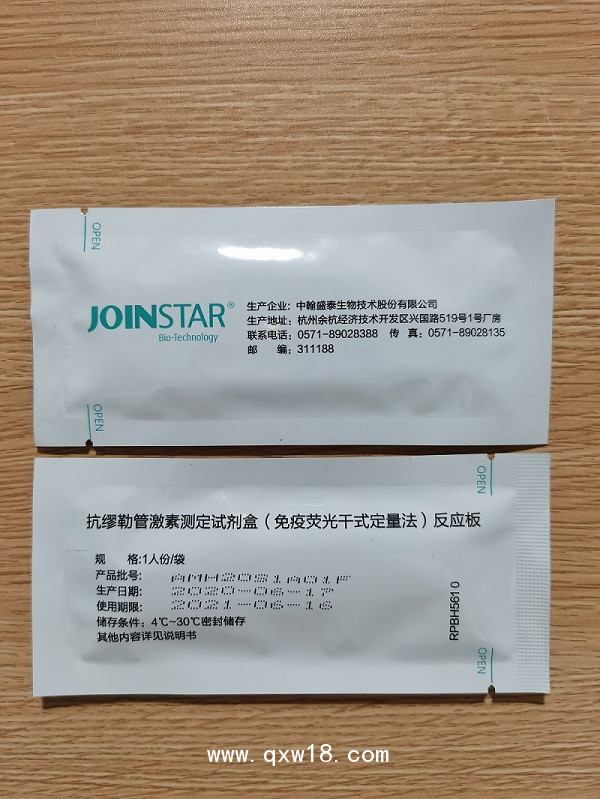 OPEN
JOINSTAR®
Bio-Technology
生产企业：中翰盛泰生物技术股份有限公司
生产地址：杭州余杭经济技术开发区兴国路519号1号厂房
联系电话：0571-89028388 传 真：0571-89028135
邮 编：311188
OPEN
OPEN
抗缪勒管激素测定试剂盒（免疫荧光干式定量法）反应板
规 格:1人份/袋
产品批号: AMH2051A01F
生产日期: 2020-06-17
使用期限: 2021-06-16
储存条件：4℃~30℃密封储存
其他内容详见说明书
RPBH561 0
OPEN
www.qxw18.com